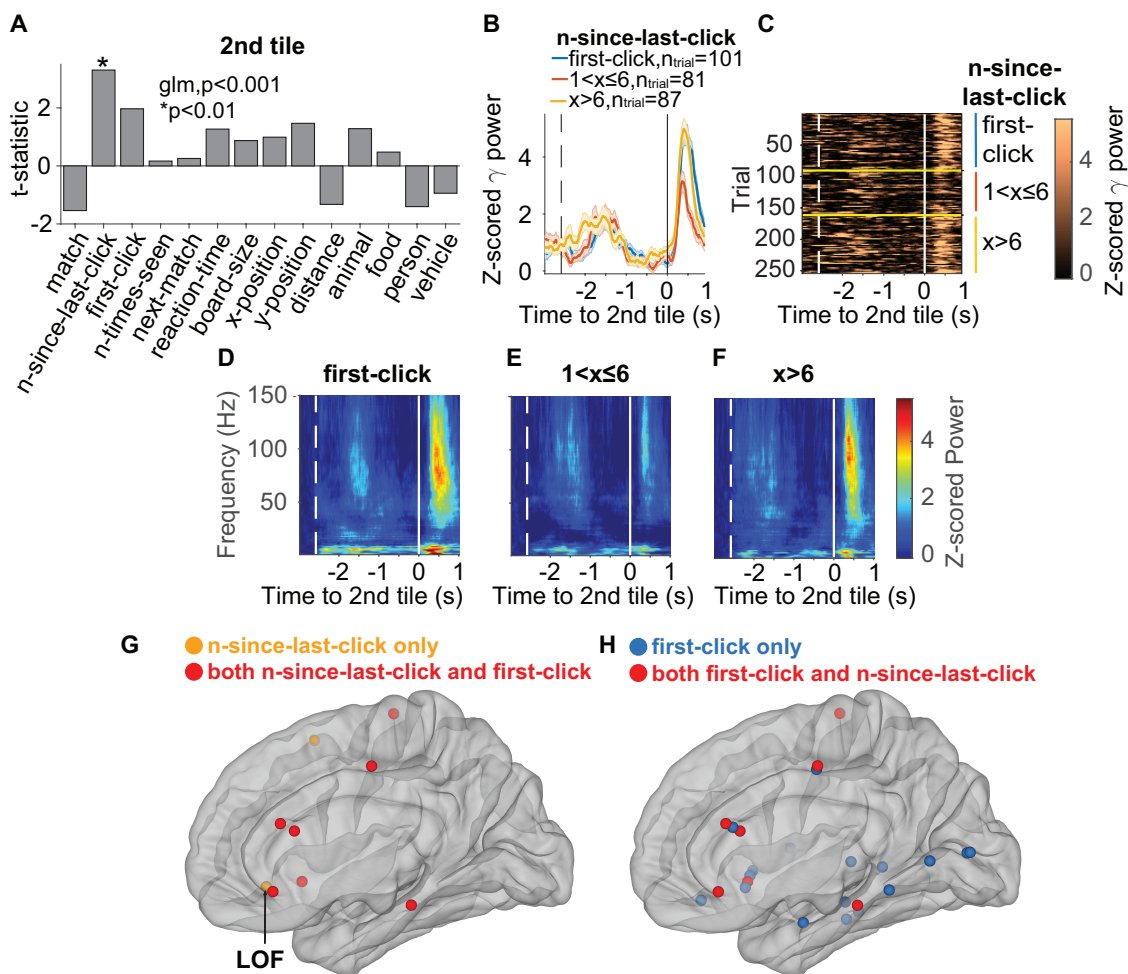 A
2nd tile
glm,p<0.001
*p<0.01
*
t-statistic
2
0
-2
match
n-since-last-click
first-click
n-times-seen
next-match
reaction-time
board-size
x-position
y-position
distance
animal
food
person
vehicle
B
n-since-last-click
first-click,ntrial=101
1<x≤6,ntrial=81
x>6,ntrial=87
Z-scored γ power
4
2
0
-2 -1 0 1
Time to 2nd tile (s)
C
n-since-
last-click
first-
click
1<x≤6
x>6
Trial
50
100
150
200
250
-2 -1 0 1
Time to 2nd tile (s)
4
2
0
Z-scored γ power
D
first-click
Frequency (Hz)
150
100
50
-2 -1 0 1
Time to 2nd tile (s)
E
1<x≤6
-2 -1 0 1
Time to 2nd tile (s)
F
x>6
-2 -1 0 1
Time to 2nd tile (s)
4
2
0
Z-scored Power
G
n-since-last-click only
both n-since-last-click and first-click
LOF
H
first-click only
both first-click and n-since-last-click